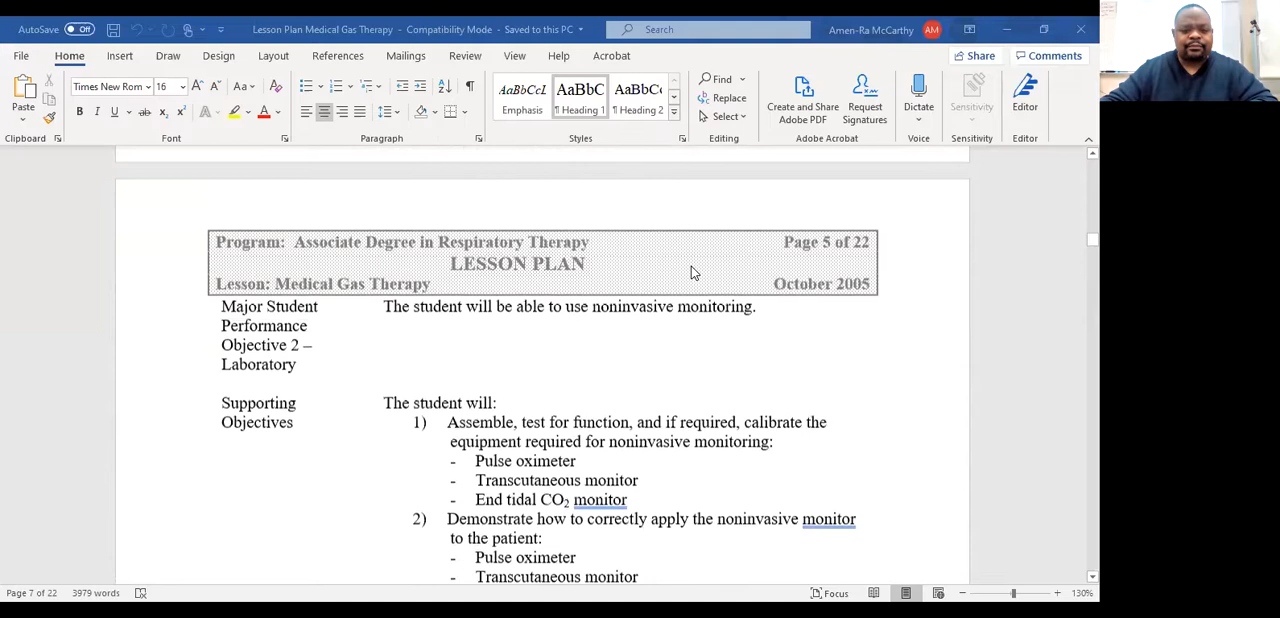 AutoSave Off Lesson Plan Medical Gas Therapy - Compatibility Mode - Saved to this PC Search Amen-Ra McCarthy AM
File Home Insert Draw Design Layout References Mailings Review View Help Acrobat Share Comments
Times New Rom 16 Aa AaBbCcL AaBbC AaBbCc Find
Paste Replace Create and Share Request Dictate Sensitivity Editor
B I U ab x₂ x² A A Emphasis ¶ Heading 1 ¶ Heading 2 Select Adobe PDF Signatures
Clipboard Font Paragraph Styles Editing Adobe Acrobat Voice Sensitivity Editor
Program: Associate Degree in Respiratory Therapy Page 5 of 22
LESSON PLAN
Lesson: Medical Gas Therapy October 2005
Major Student The student will be able to use noninvasive monitoring.
Performance
Objective 2 –
Laboratory
Supporting The student will:
Objectives 1) Assemble, test for function, and if required, calibrate the
equipment required for noninvasive monitoring:
- Pulse oximeter
- Transcutaneous monitor
- End tidal CO₂ monitor
2) Demonstrate how to correctly apply the noninvasive monitor
to the patient:
- Pulse oximeter
- Transcutaneous monitor
Page 7 of 22 3979 words Focus 130%